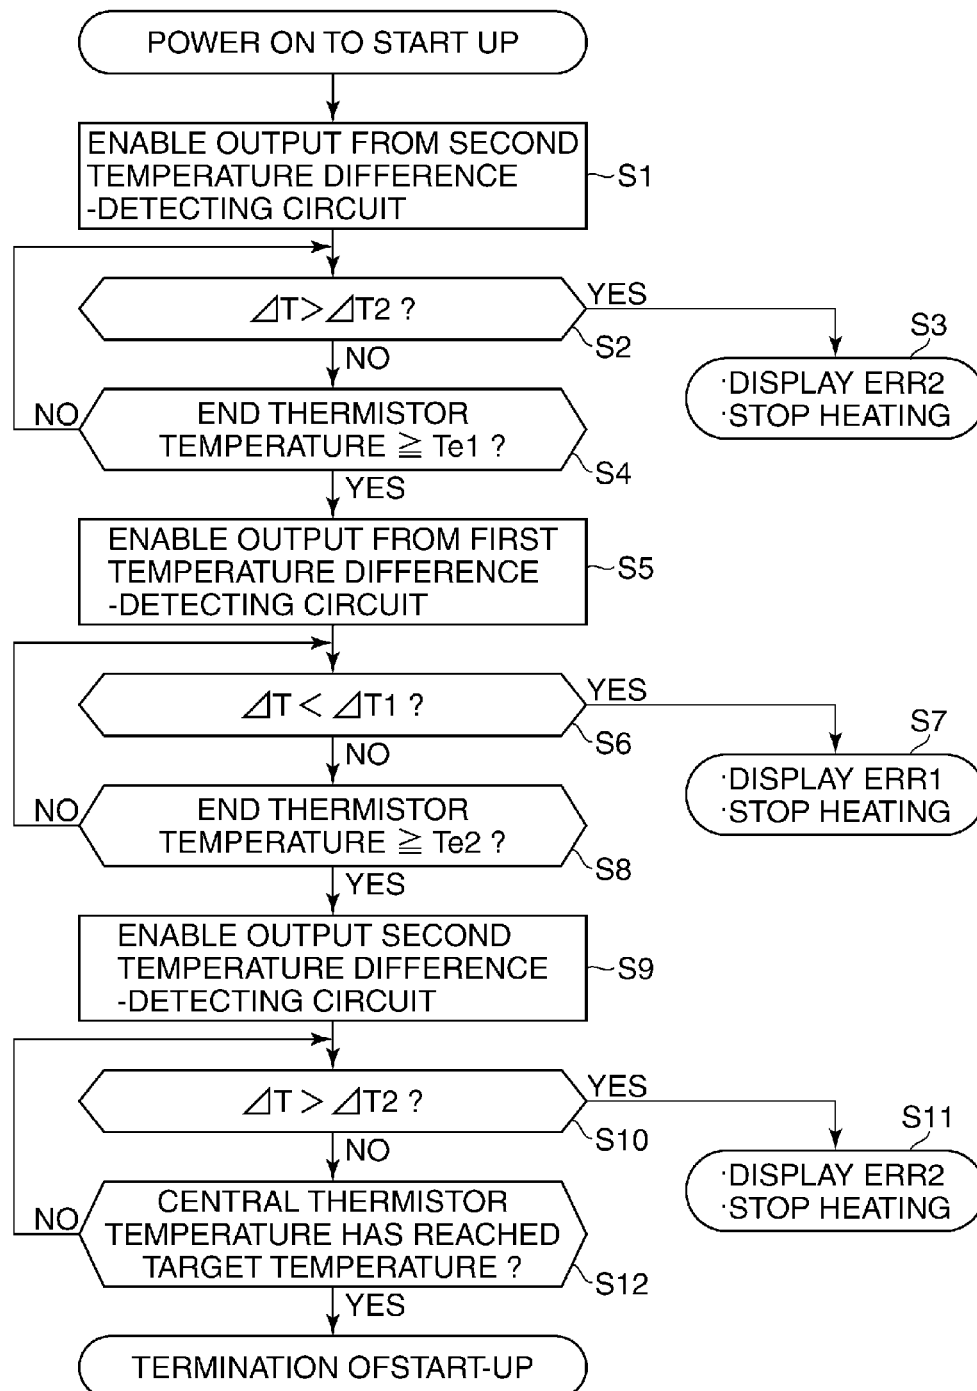 POWER ON TO START UP
ENABLE OUTPUT FROM SECOND
TEMPERATURE DIFFERENCE
-DETECTING CIRCUIT
S1
⊿T > ⊿T2 ?
S2
YES
NO
S3
·DISPLAY ERR2
·STOP HEATING
END THERMISTOR
TEMPERATURE ≧ Te1 ?
S4
NO
YES
ENABLE OUTPUT FROM FIRST
TEMPERATURE DIFFERENCE
-DETECTING CIRCUIT
S5
⊿T < ⊿T1 ?
S6
YES
NO
S7
·DISPLAY ERR1
·STOP HEATING
END THERMISTOR
TEMPERATURE ≧ Te2 ?
S8
NO
YES
ENABLE OUTPUT SECOND
TEMPERATURE DIFFERENCE
-DETECTING CIRCUIT
S9
⊿T > ⊿T2 ?
S10
YES
NO
S11
·DISPLAY ERR2
·STOP HEATING
CENTRAL THERMISTOR
TEMPERATURE HAS REACHED
TARGET TEMPERATURE ?
S12
NO
YES
TERMINATION OFSTART-UP